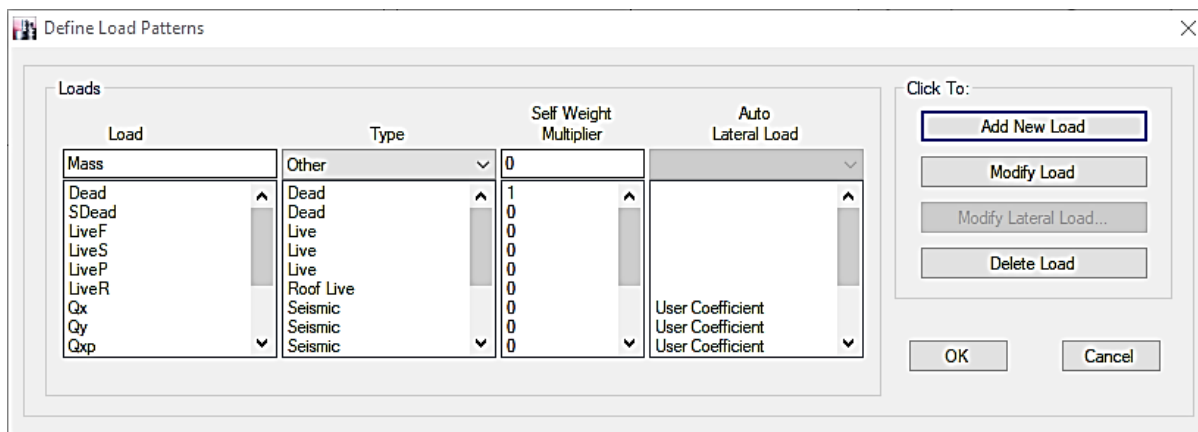 Define Load Patterns
Loads
Click To:
Load Type Self Weight Multiplier Auto Lateral Load
Mass Other 0
Dead Dead 1
SDead Dead 0
LiveF Live 0
LiveS Live 0
LiveP Live 0
LiveR Roof Live 0
Qx Seismic 0 User Coefficient
Qy Seismic 0 User Coefficient
Qxp Seismic 0 User Coefficient
Add New Load
Modify Load
Modify Lateral Load...
Delete Load
OK Cancel